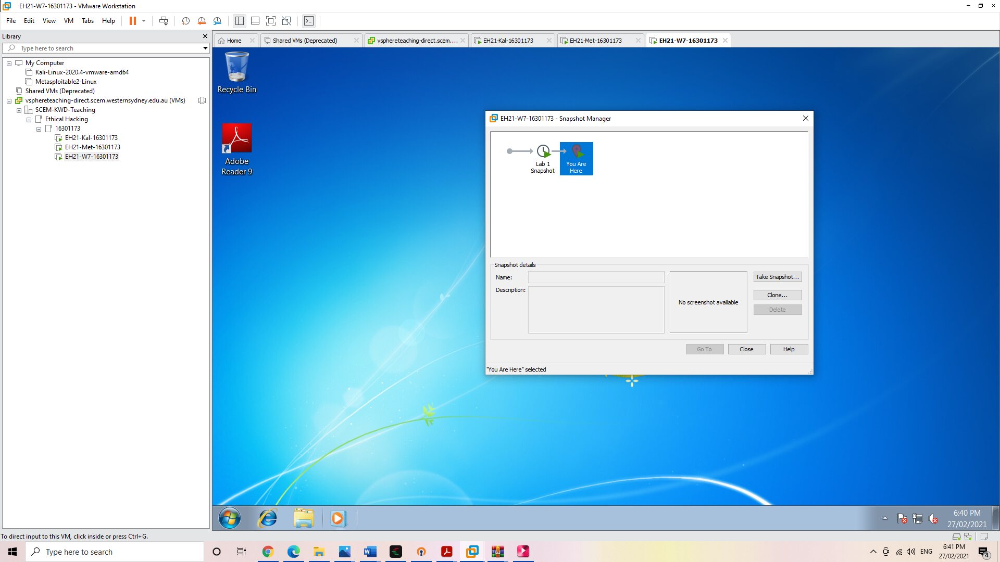 EH21-W7-16301173 - VMware Workstation
File Edit View VM Tabs Help
Library
Type here to search
My Computer
Kali-Linux-2020.4-vmware-amd64
Metasploitable2-Linux
Shared VMs (Deprecated)
vsphereteaching-direct.scem.westernsydney.edu.au (VMs)
SCEM-KWD-Teaching
Ethical Hacking
16301173
EH21-Kal-16301173
EH21-Met-16301173
EH21-W7-16301173
Home
Shared VMs (Deprecated)
vsphereteaching-direct.scem....
EH21-Kal-16301173
EH21-Met-16301173
EH21-W7-16301173
Recycle Bin
Adobe
Reader 9
EH21-W7-16301173 - Snapshot Manager
Lab 1
Snapshot
You Are
Here
Snapshot details
Name:
Description:
No screenshot available
Take Snapshot...
Clone...
Delete
Go To
Close
Help
"You Are Here" selected
6:40 PM
27/02/2021
To direct input to this VM, click inside or press Ctrl+G.
Type here to search
ENG
6:41 PM
27/02/2021
4